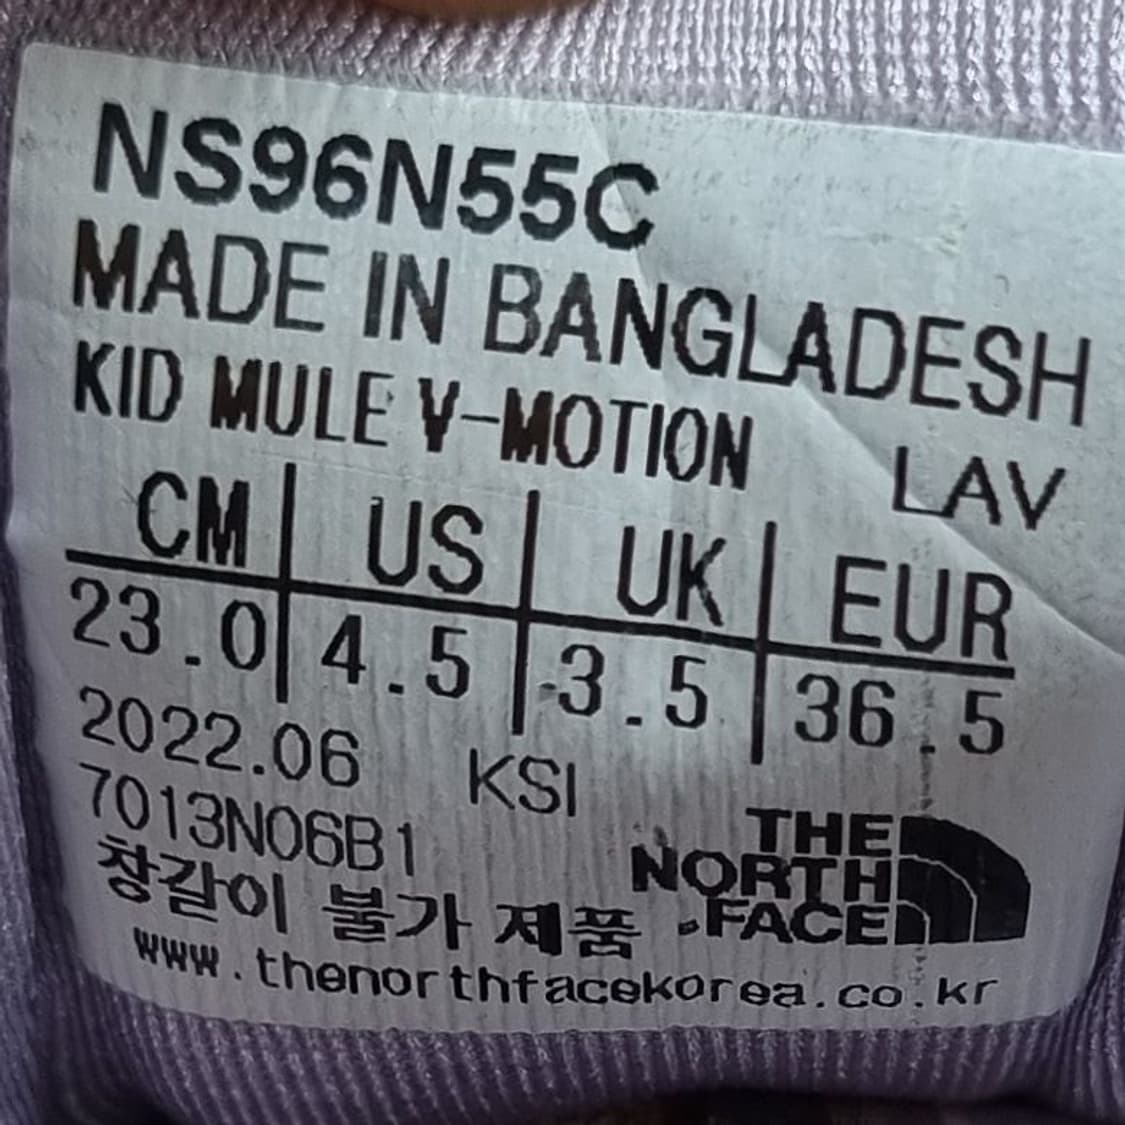 NS96N55C
MADE IN BANGLADESH
KID MULE V-MOTION LAV
CM US UK EUR
23.0 4.5 3.5 36.5
2022.06 KSI
7013N06B1
창갈이 불가 제품
THE
NORTH
FACE
www.thenorthfacekorea.co.kr